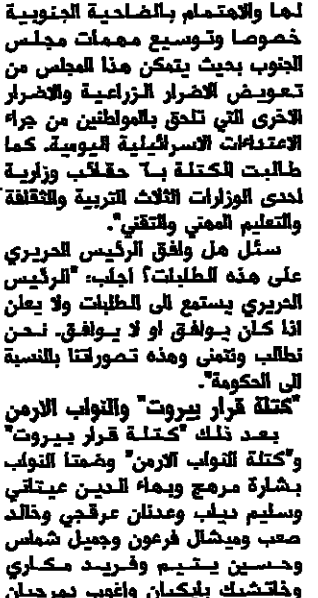 لها والاهتمام بالضاحية الجنوبية
خصوصا وتوسيع مهمات مجلس
الجنوب بحيث يتمكن هذا المجلس من
تعويض الاضرار الزراعية والاضرار
الاخرى التي تلحق بالمواطنين من جراء
الاعتداءات الاسرائيلية اليومية. كما
طالبت الكتلة بـ٦ حقائب وزارية
احدى الوزارات الثلاث للتربية والثقافة
والتعليم المهني والتقني".
سئل هل وافق الرئيس الحريري
على هذه الطلبات؟ اجاب: "الرئيس
الحريري يستمع الى الطلبات ولا يعلن
اذا كان يوافق او لا يوافق. نحن
نطالب ونتمنى وهذه تصوراتنا بالنسبة
الى الحكومة".
"كتلة قرار بيروت" والنواب الارمن
بعد ذلك "كتلة قرار بيروت"
و"كتلة النواب الارمن" وضمتا النواب
بشارة مرهج وبهاء الدين عيتاني
وسليم دياب وعدنان عرقجي وخالد
صعب وميشال فرعون وجميل شماس
وحسين يتيم وفريد مكاري
وخاتشيك بابكيان واغوب دمرجيان